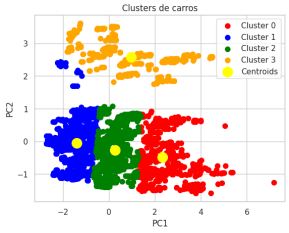 Clusters de carros
Cluster 0
Cluster 1
Cluster 2
Cluster 3
Centroids
PC2
3
2
1
0
−1
−2
0
2
4
6
PC1